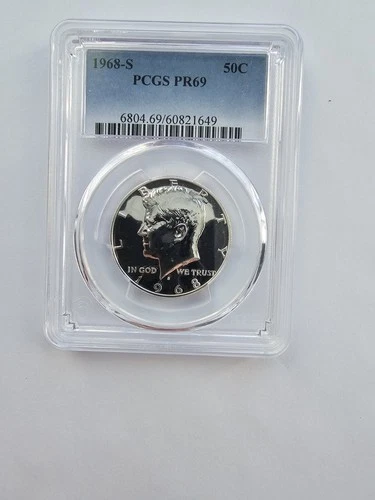 1968-S 50C
PCGS PR69
6804.69/60821649
LIBERTY
IN GOD WE TRUST
1968